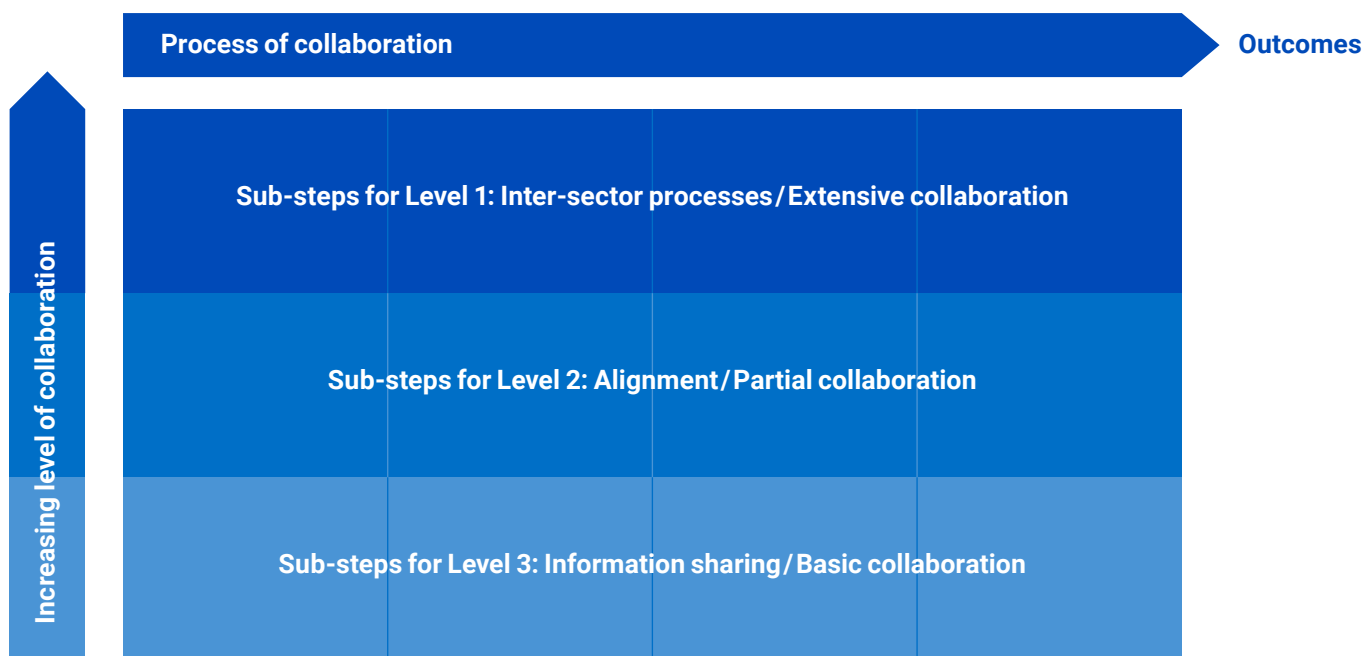 Process of collaboration
Outcomes
Increasing level of collaboration
Sub-steps for Level 1: Inter-sector processes/Extensive collaboration
Sub-steps for Level 2: Alignment/Partial collaboration
Sub-steps for Level 3: Information sharing/Basic collaboration